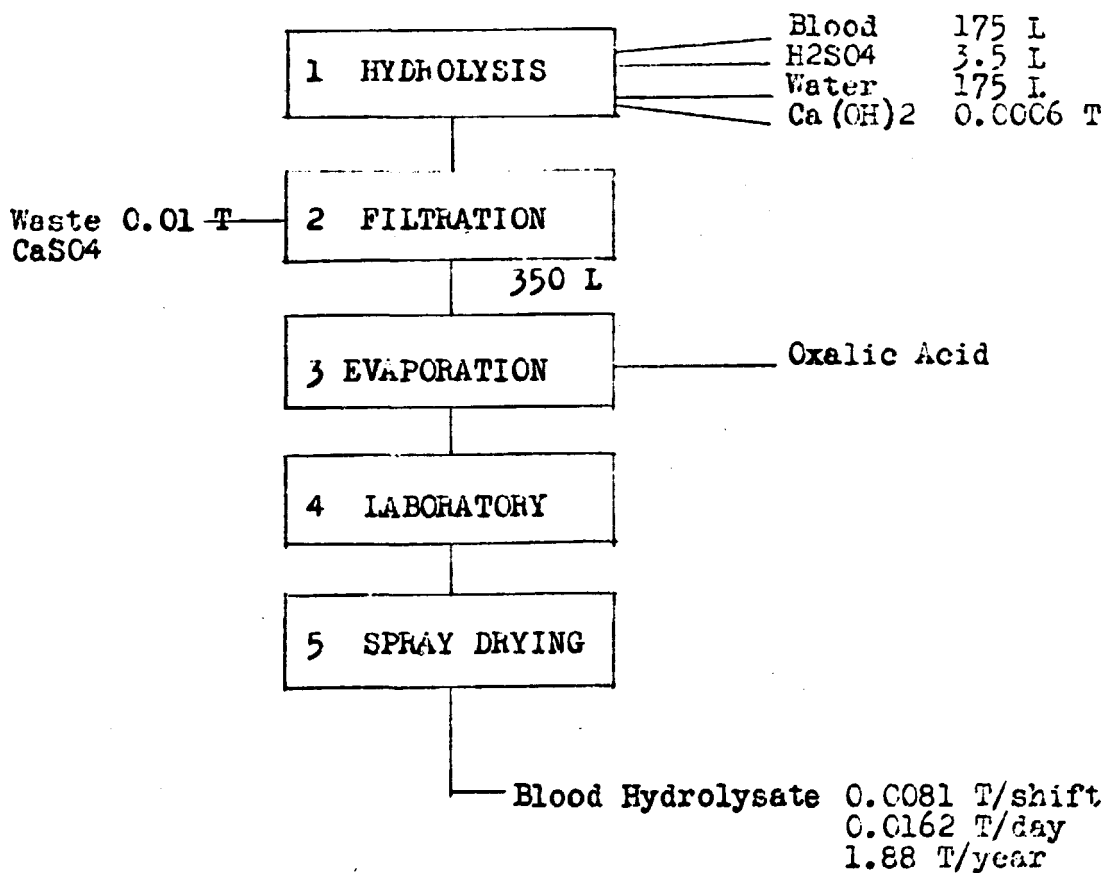 Blood 175 L
1 HYDROLYSIS
H2SO4 3.5 L
Water 175 L
Ca(OH)2 0.0006 T
Waste 0.01 T
CaSO4
2 FILTRATION
350 L
3 EVAPORATION
Oxalic Acid
4 LABORATORY
5 SPRAY DRYING
Blood Hydrolysate 0.0081 T/shift
0.0162 T/day
1.88 T/year